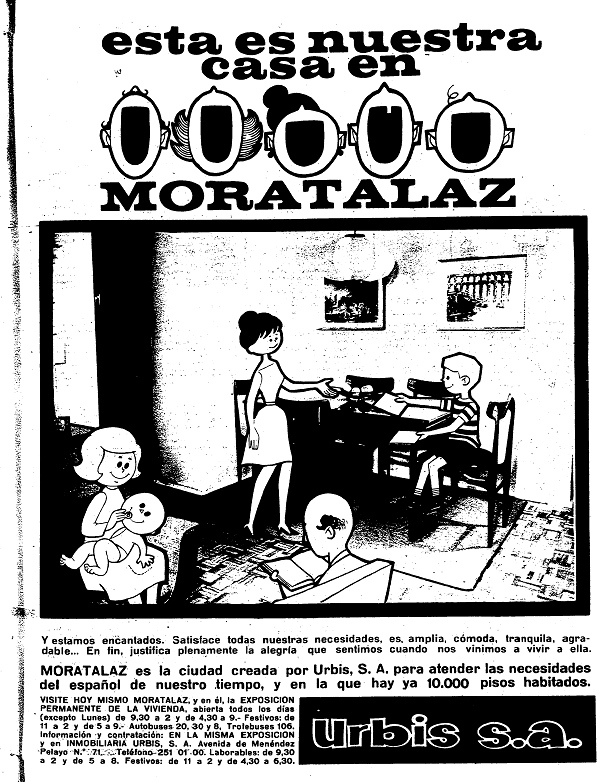 esta es nuestra
casa en
MORATALAZ
Y estamos encantados. Satisface todas nuestras necesidades, es, amplia, cómoda, tranquila, agra-
dable... En fin, justifica plenamente la alegría que sentimos cuando nos vinimos a vivir a ella.
MORATALAZ es la ciudad creada por Urbis, S. A. para atender las necesidades
del español de nuestro tiempo, y en la que hay ya 10.000 pisos habitados.
VISITE HOY MISMO MORATALAZ, y en él, la EXPOSICION
PERMANENTE DE LA VIVIENDA, abierta todos los días
(excepto Lunes) de 9,30 a 2 y de 4,30 a 9.- Festivos: de
11 a 2 y de 5 a 9.- Autobuses 20, 30 y 8, Trolebuses 106.
Información y contratación: EN LA MISMA EXPOSICION
y en INMOBILIARIA URBIS, S. A. Avenida de Menéndez
Pelayo N.º 71. Teléfono 251 01 00. Laborables: de 9,30
a 2 y de 5 a 8. Festivos: de 11 a 2 y de 4,30 a 6,30.
urbis s.a.